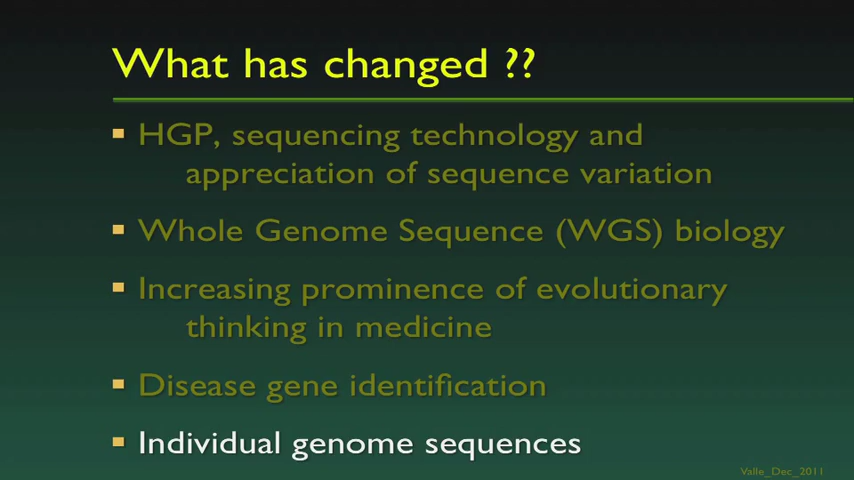 What has changed ??
HGP, sequencing technology and
appreciation of sequence variation
Whole Genome Sequence (WGS) biology
Increasing prominence of evolutionary
thinking in medicine
Disease gene identification
Individual genome sequences
Valle_Dec_2011